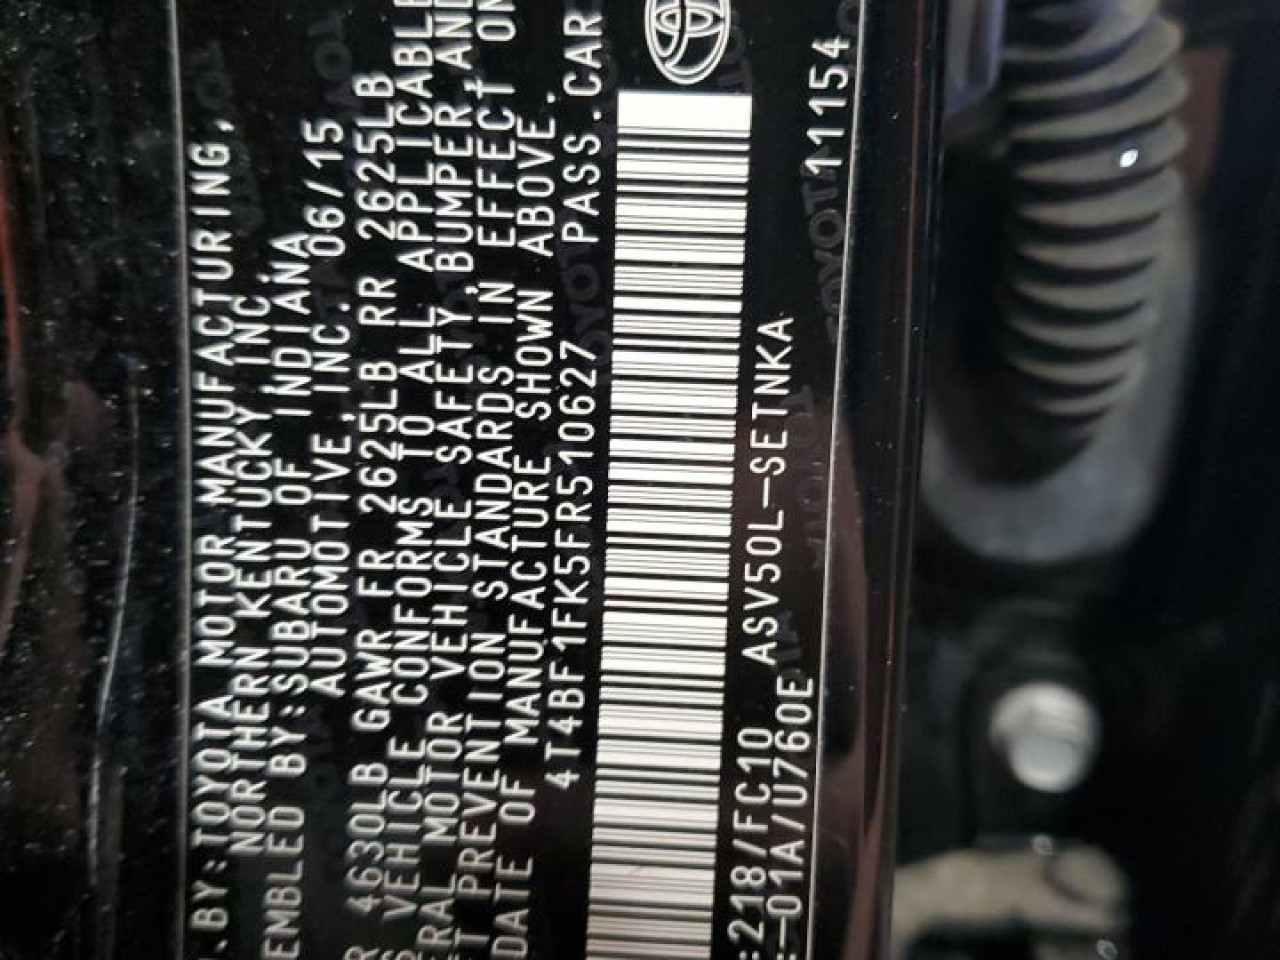 .BY:TOYOTA MOTOR MANUFACTURING,
NORTHERN KENTUCKY INC.
EMBLED BY:SUBARU OF INDIANA
AUTOMOTIVE,INC. 06/15
R 4630LB GAWR FR 2625LB RR 2625LB
S VEHICLE CONFORMS TO ALL APPLICABLE
ERAL MOTOR VEHICLE SAFETY,BUMPER,AND
ET PREVENTION STANDARDS IN EFFECT ON
DATE OF MANUFACTURE SHOWN ABOVE.
4T4BF1FK5FR510627 PASS.CAR
:218/FC10 ASV50L-SETNKA
:-01A/U760E 11154